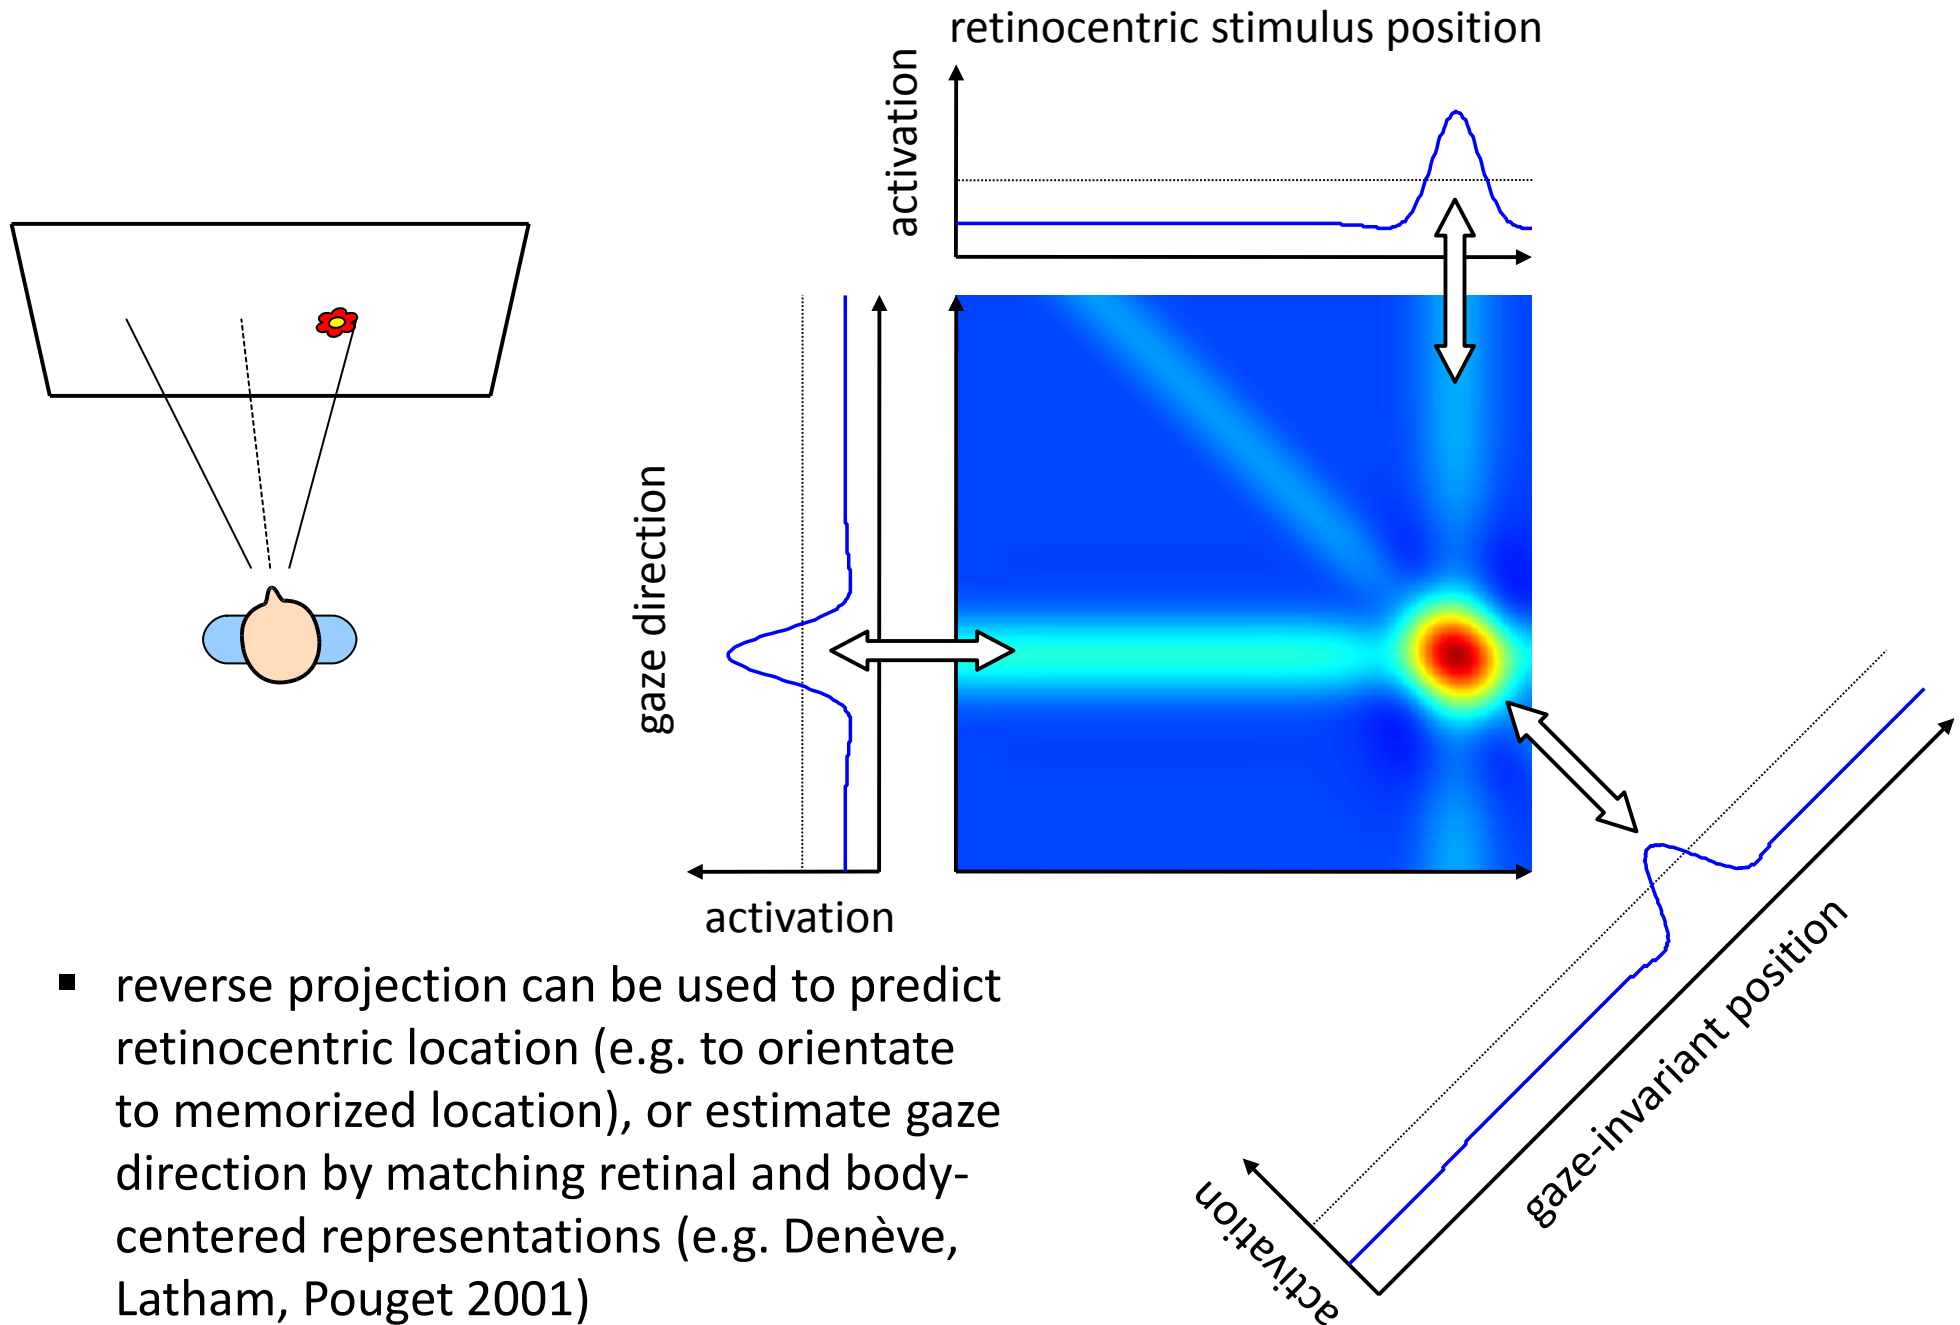 retinocentric stimulus position
activation
gaze direction
activation
gaze-invariant position
activation
▪ reverse projection can be used to predict
retinocentric location (e.g. to orientate
to memorized location), or estimate gaze
direction by matching retinal and body-
centered representations (e.g. Denève,
Latham, Pouget 2001)